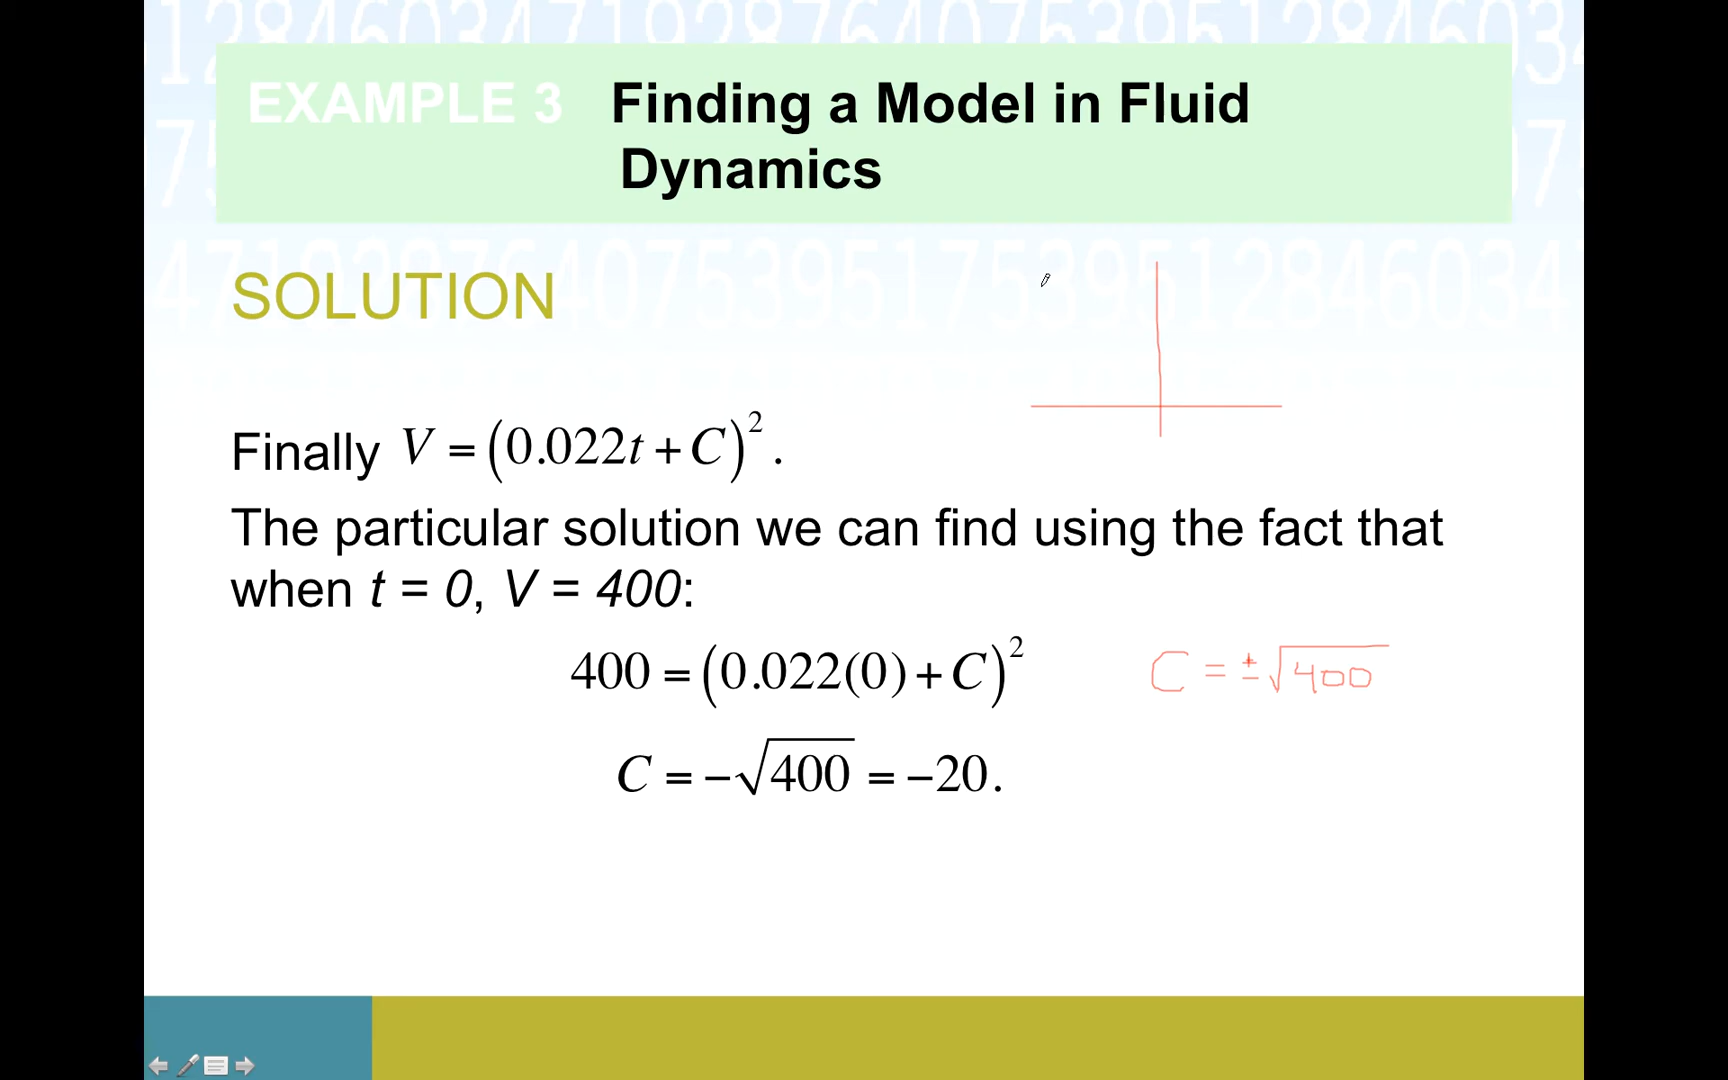 EXAMPLE 3 Finding a Model in Fluid
Dynamics
SOLUTION
Finally V = (0.022t + C)².
The particular solution we can find using the fact that
when t = 0, V = 400:
400 = (0.022(0) + C)²
C = ±√400
C = −√400 = −20.